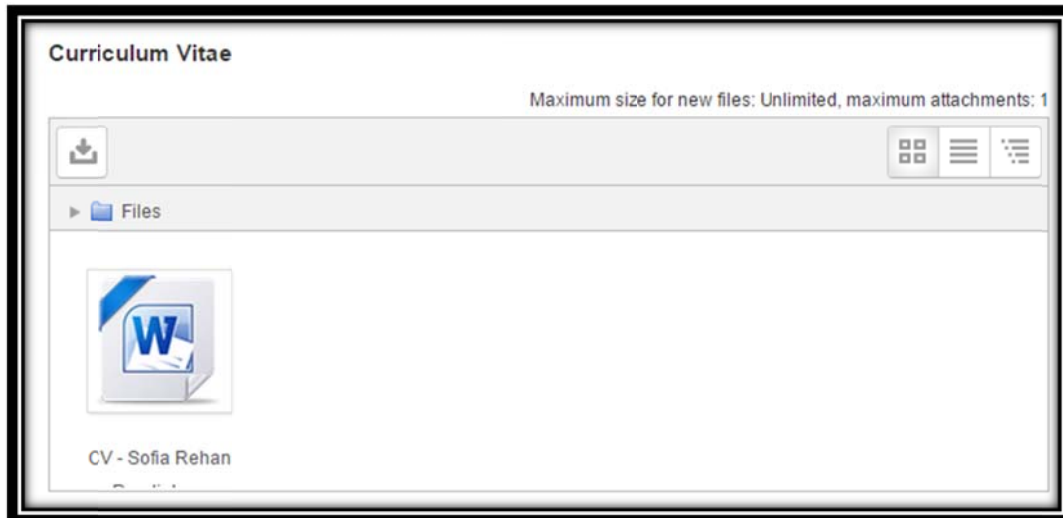 Curriculum Vitae
Maximum size for new files: Unlimited, maximum attachments: 1
Files
W
CV - Sofia Rehan